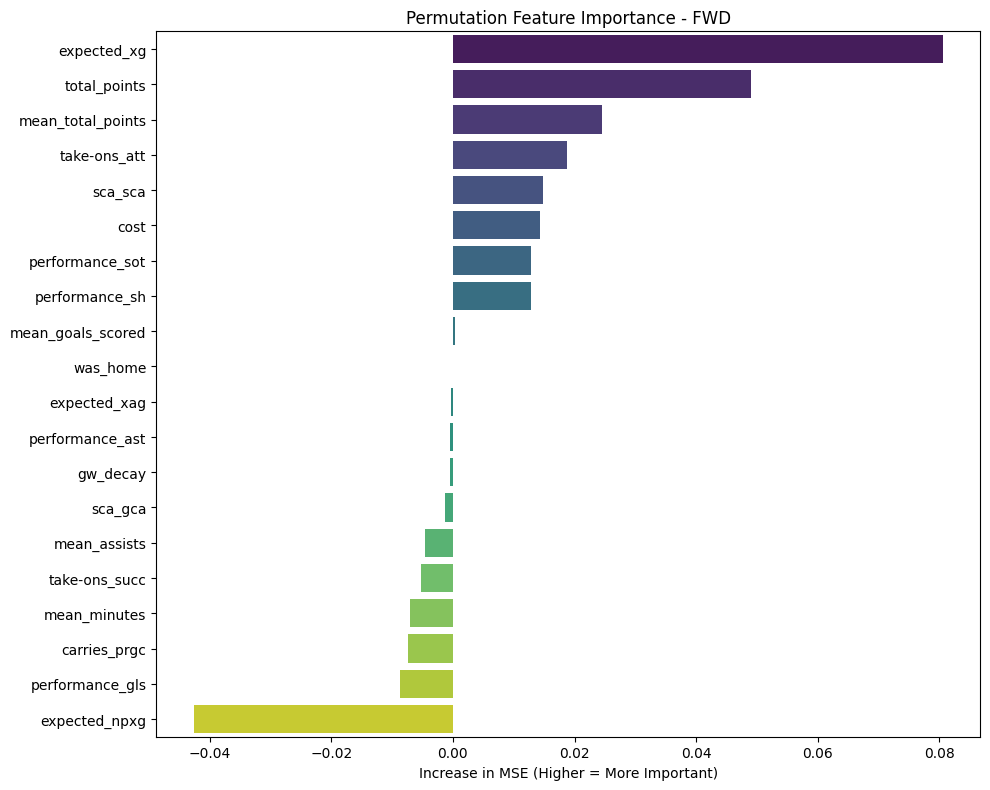 Permutation Feature Importance - FWD
expected_xg
total_points
mean_total_points
take-ons_att
sca_sca
cost
performance_sot
performance_sh
mean_goals_scored
was_home
expected_xag
performance_ast
gw_decay
sca_gca
mean_assists
take-ons_succ
mean_minutes
carries_prgc
performance_gls
expected_npxg
−0.04 −0.02 0.00 0.02 0.04 0.06 0.08
Increase in MSE (Higher = More Important)